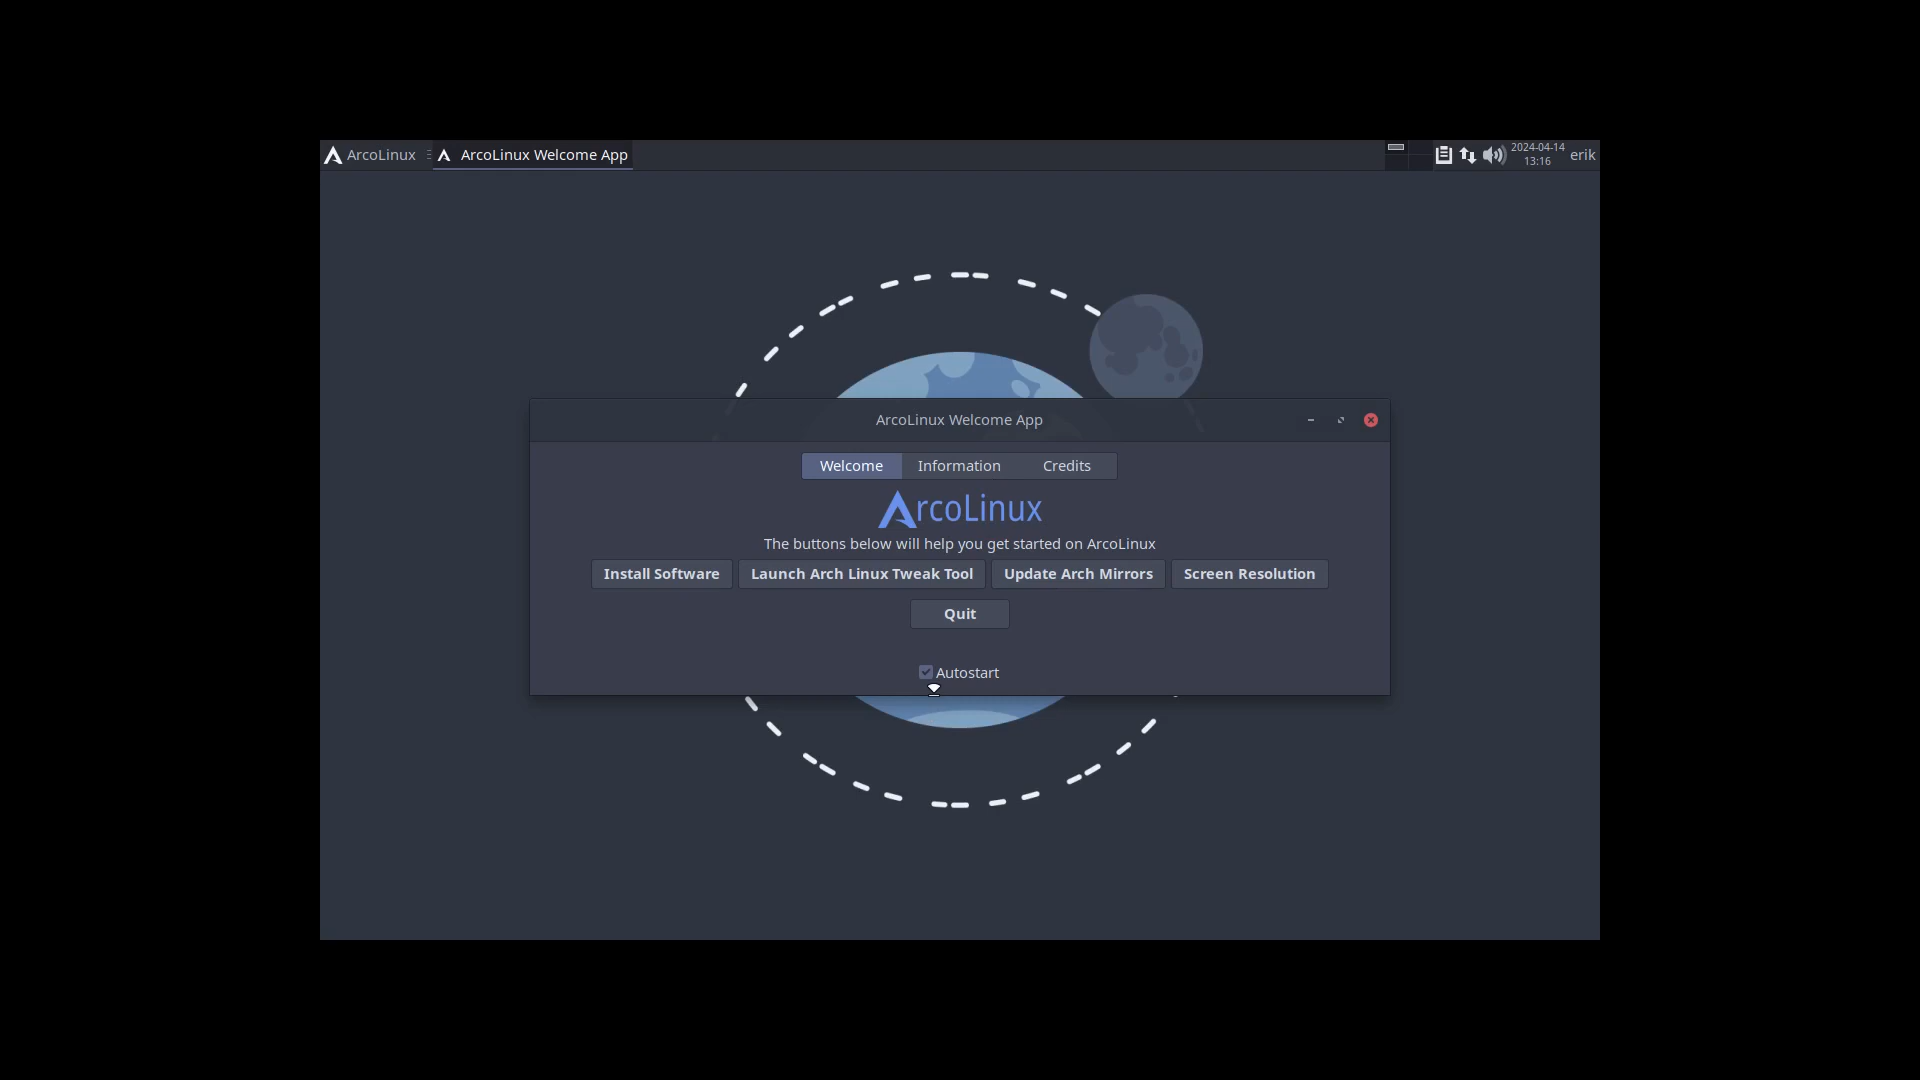 ArcoLinux
ArcoLinux Welcome App
2024-04-14
13:16
erik
ArcoLinux Welcome App
Welcome Information Credits
ArcoLinux
The buttons below will help you get started on ArcoLinux
Install Software Launch Arch Linux Tweak Tool Update Arch Mirrors Screen Resolution
Quit
Autostart